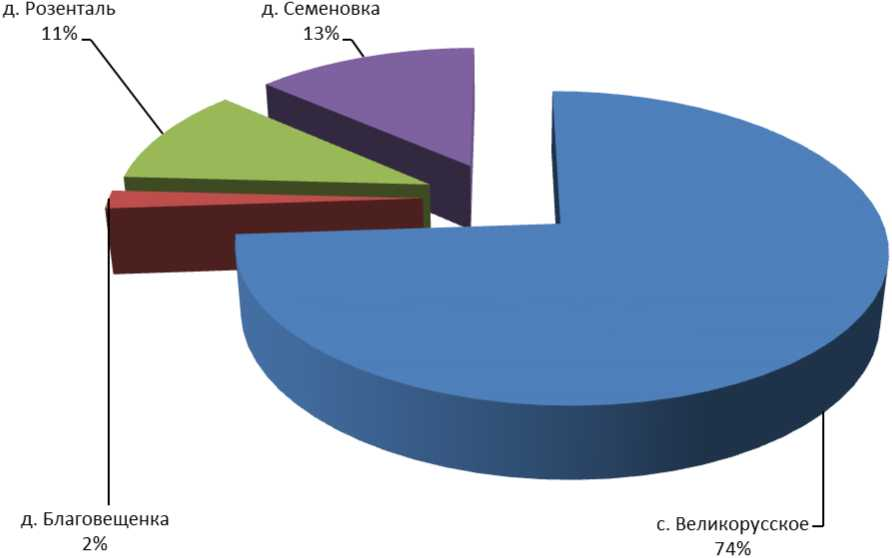 д. Розенталь
11%
д. Семеновка
13%
д. Благовещенка
2%
с. Великорусское
74%